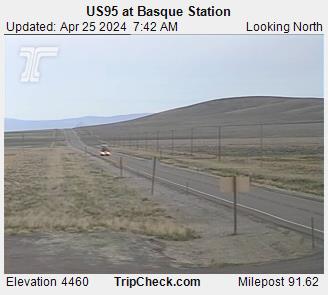 US95 at Basque Station
Updated: Apr 25 2024 7:42 AM Looking North
Elevation 4460 TripCheck.com Milepost 91.62